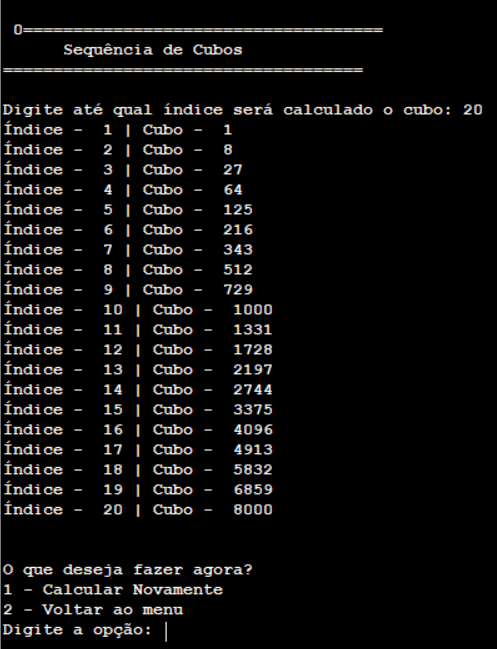 0====================================
Sequência de Cubos
====================================
Digite até qual índice será calculado o cubo: 20
Índice -  1 | Cubo -  1
Índice -  2 | Cubo -  8
Índice -  3 | Cubo -  27
Índice -  4 | Cubo -  64
Índice -  5 | Cubo -  125
Índice -  6 | Cubo -  216
Índice -  7 | Cubo -  343
Índice -  8 | Cubo -  512
Índice -  9 | Cubo -  729
Índice -  10 | Cubo -  1000
Índice -  11 | Cubo -  1331
Índice -  12 | Cubo -  1728
Índice -  13 | Cubo -  2197
Índice -  14 | Cubo -  2744
Índice -  15 | Cubo -  3375
Índice -  16 | Cubo -  4096
Índice -  17 | Cubo -  4913
Índice -  18 | Cubo -  5832
Índice -  19 | Cubo -  6859
Índice -  20 | Cubo -  8000
O que deseja fazer agora?
1 - Calcular Novamente
2 - Voltar ao menu
Digite a opção: